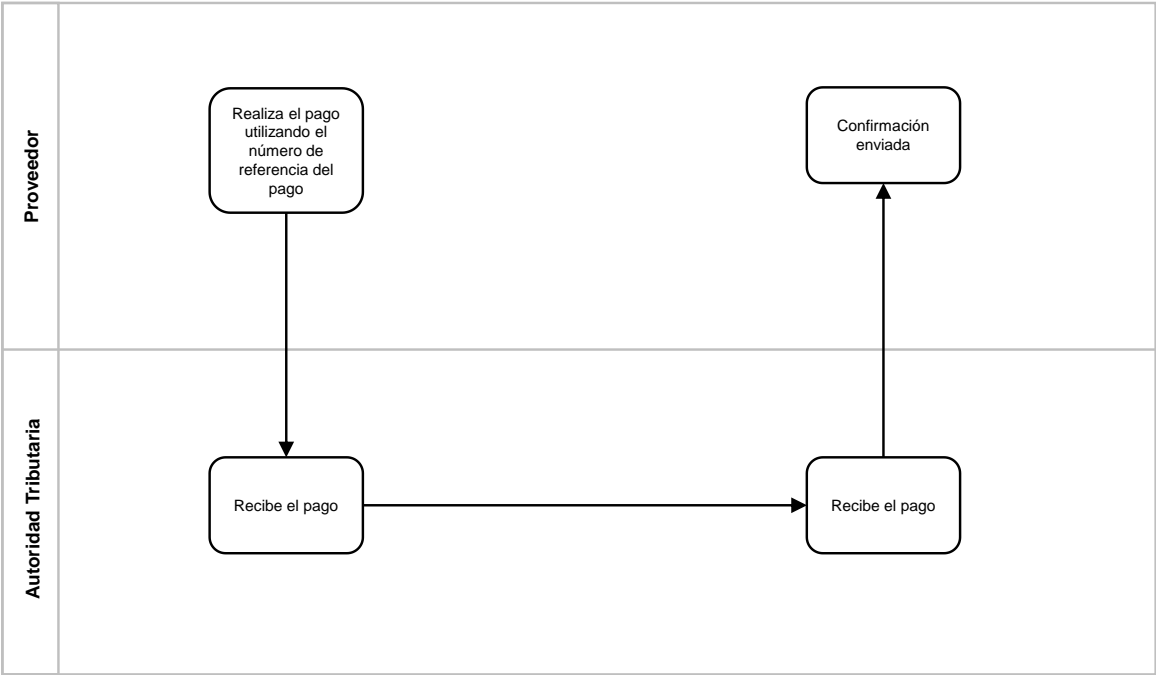 Proveedor
Realiza el pago
utilizando el
número de
referencia del
pago
Confirmación
enviada
Autoridad Tributaria
Recibe el pago
Recibe el pago